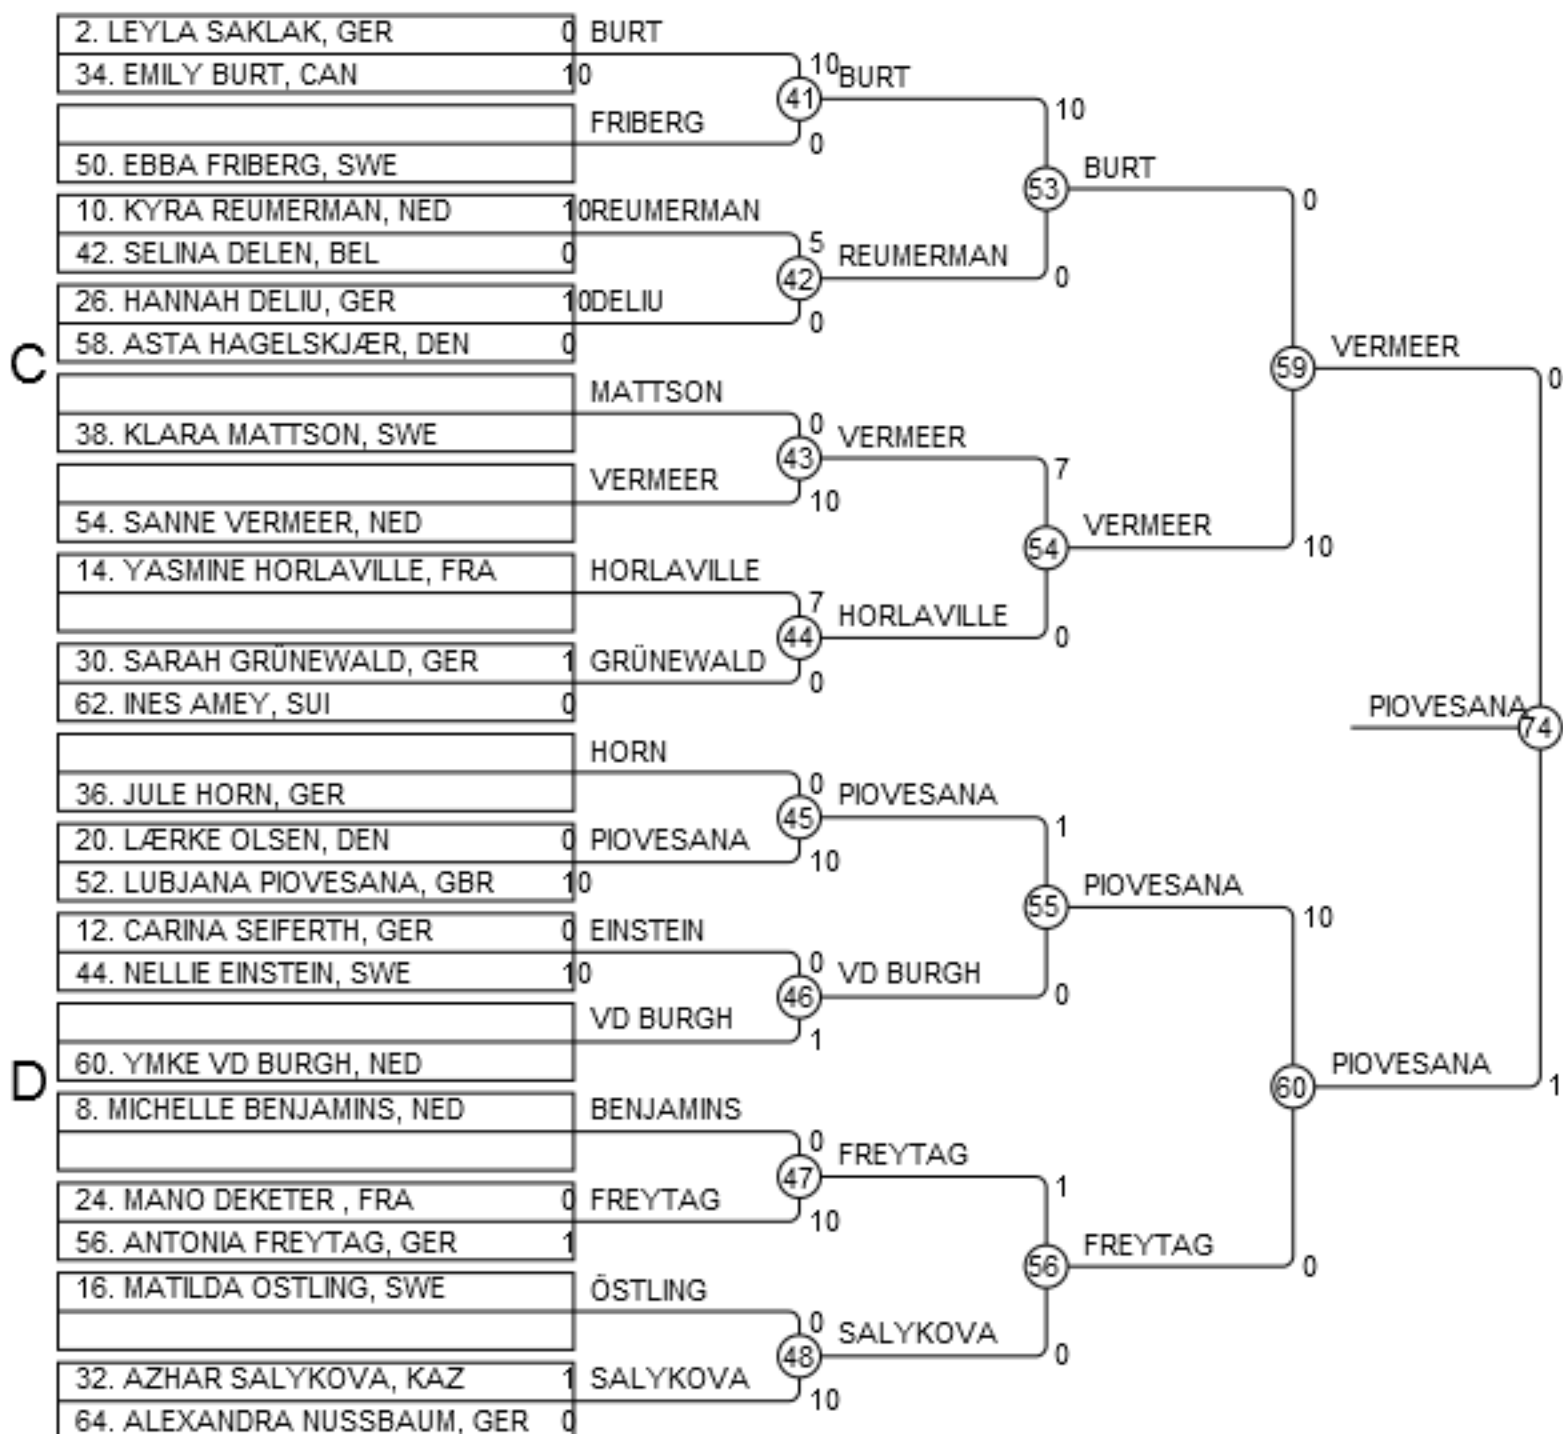 2. LEYLA SAKLAK, GER 0 BURT
34. EMILY BURT, CAN 10
10 BURT
41
10
FRIBERG
0
50. EBBA FRIBERG, SWE
53
BURT
0
10. KYRA REUMERMAN, NED 10 REUMERMAN
5
42. SELINA DELEN, BEL 0
REUMERMAN
42
0
26. HANNAH DELIU, GER 10 DELIU
0
58. ASTA HAGELSKJÆR, DEN 0
VERMEER
C
59
0
MATTSON
0
38. KLARA MATTSON, SWE
VERMEER
43
7
VERMEER
10
54. SANNE VERMEER, NED
VERMEER
54
10
14. YASMINE HORLAVILLE, FRA HORLAVILLE
7
HORLAVILLE
44
0
30. SARAH GRÜNEWALD, GER 1 GRÜNEWALD
0
62. INES AMEY, SUI 0
PIOVESANA
74
HORN
0
36. JULE HORN, GER
PIOVESANA
45
1
20. LÆRKE OLSEN, DEN 0 PIOVESANA
10
52. LUBJANA PIOVESANA, GBR 10
PIOVESANA
55
10
12. CARINA SEIFERTH, GER 0 EINSTEIN
0
44. NELLIE EINSTEIN, SWE 10
VD BURGH
46
0
VD BURGH
1
60. YMKE VD BURGH, NED
PIOVESANA
D
60
1
8. MICHELLE BENJAMINS, NED BENJAMINS
0
FREYTAG
47
1
24. MANO DEKETER , FRA 0 FREYTAG
10
56. ANTONIA FREYTAG, GER 1
FREYTAG
56
0
16. MATILDA ÖSTLING, SWE ÖSTLING
0
SALYKOVA
48
0
32. AZHAR SALYKOVA, KAZ 1 SALYKOVA
10
64. ALEXANDRA NUSSBAUM, GER 0